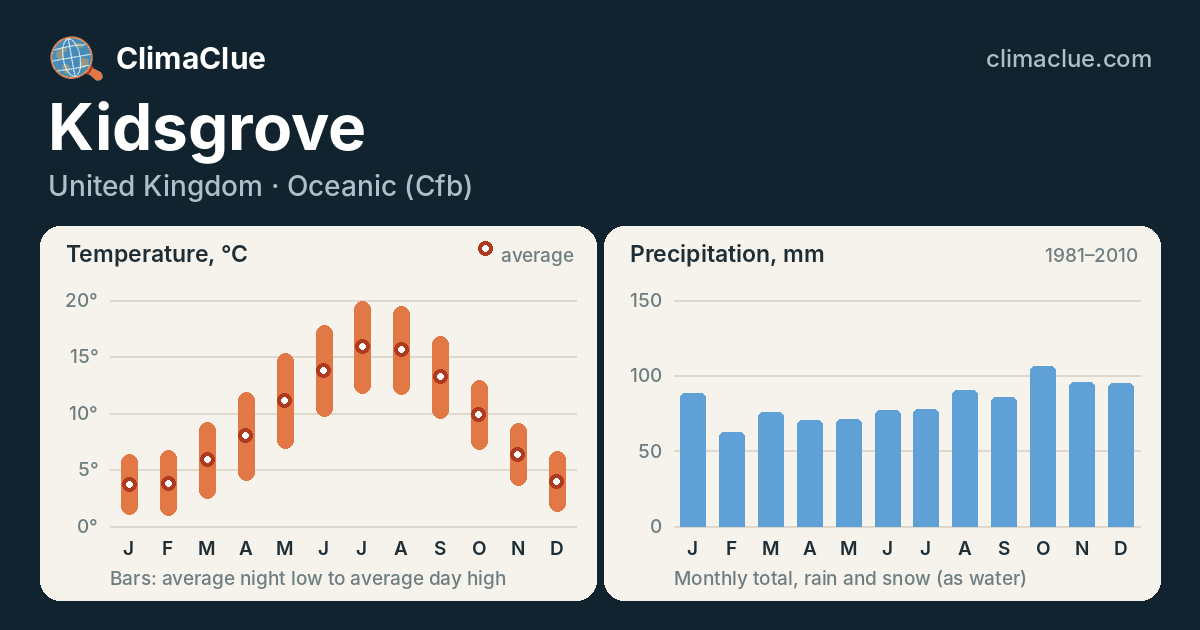 ClimaClue
climaclue.com
Kidsgrove
United Kingdom · Oceanic (Cfb)
Temperature, °C
average
20°
15°
10°
5°
0°
J F M A M J J A S O N D
Bars: average night low to average day high
Precipitation, mm
1981–2010
150
100
50
0
J F M A M J J A S O N D
Monthly total, rain and snow (as water)